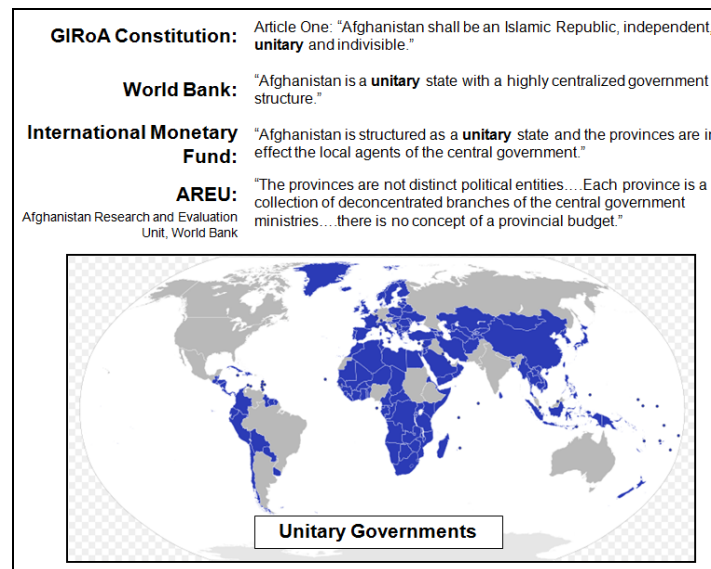 GIRoA Constitution:
Article One: “Afghanistan shall be an Islamic Republic, independent,
unitary and indivisible.”
World Bank:
“Afghanistan is a unitary state with a highly centralized government
structure.”
International Monetary
Fund:
“Afghanistan is structured as a unitary state and the provinces are in
effect the local agents of the central government.”
AREU:
Afghanistan Research and Evaluation
Unit, World Bank
“The provinces are not distinct political entities….Each province is a
collection of deconcentrated branches of the central government
ministries….there is no concept of a provincial budget.”
Unitary Governments